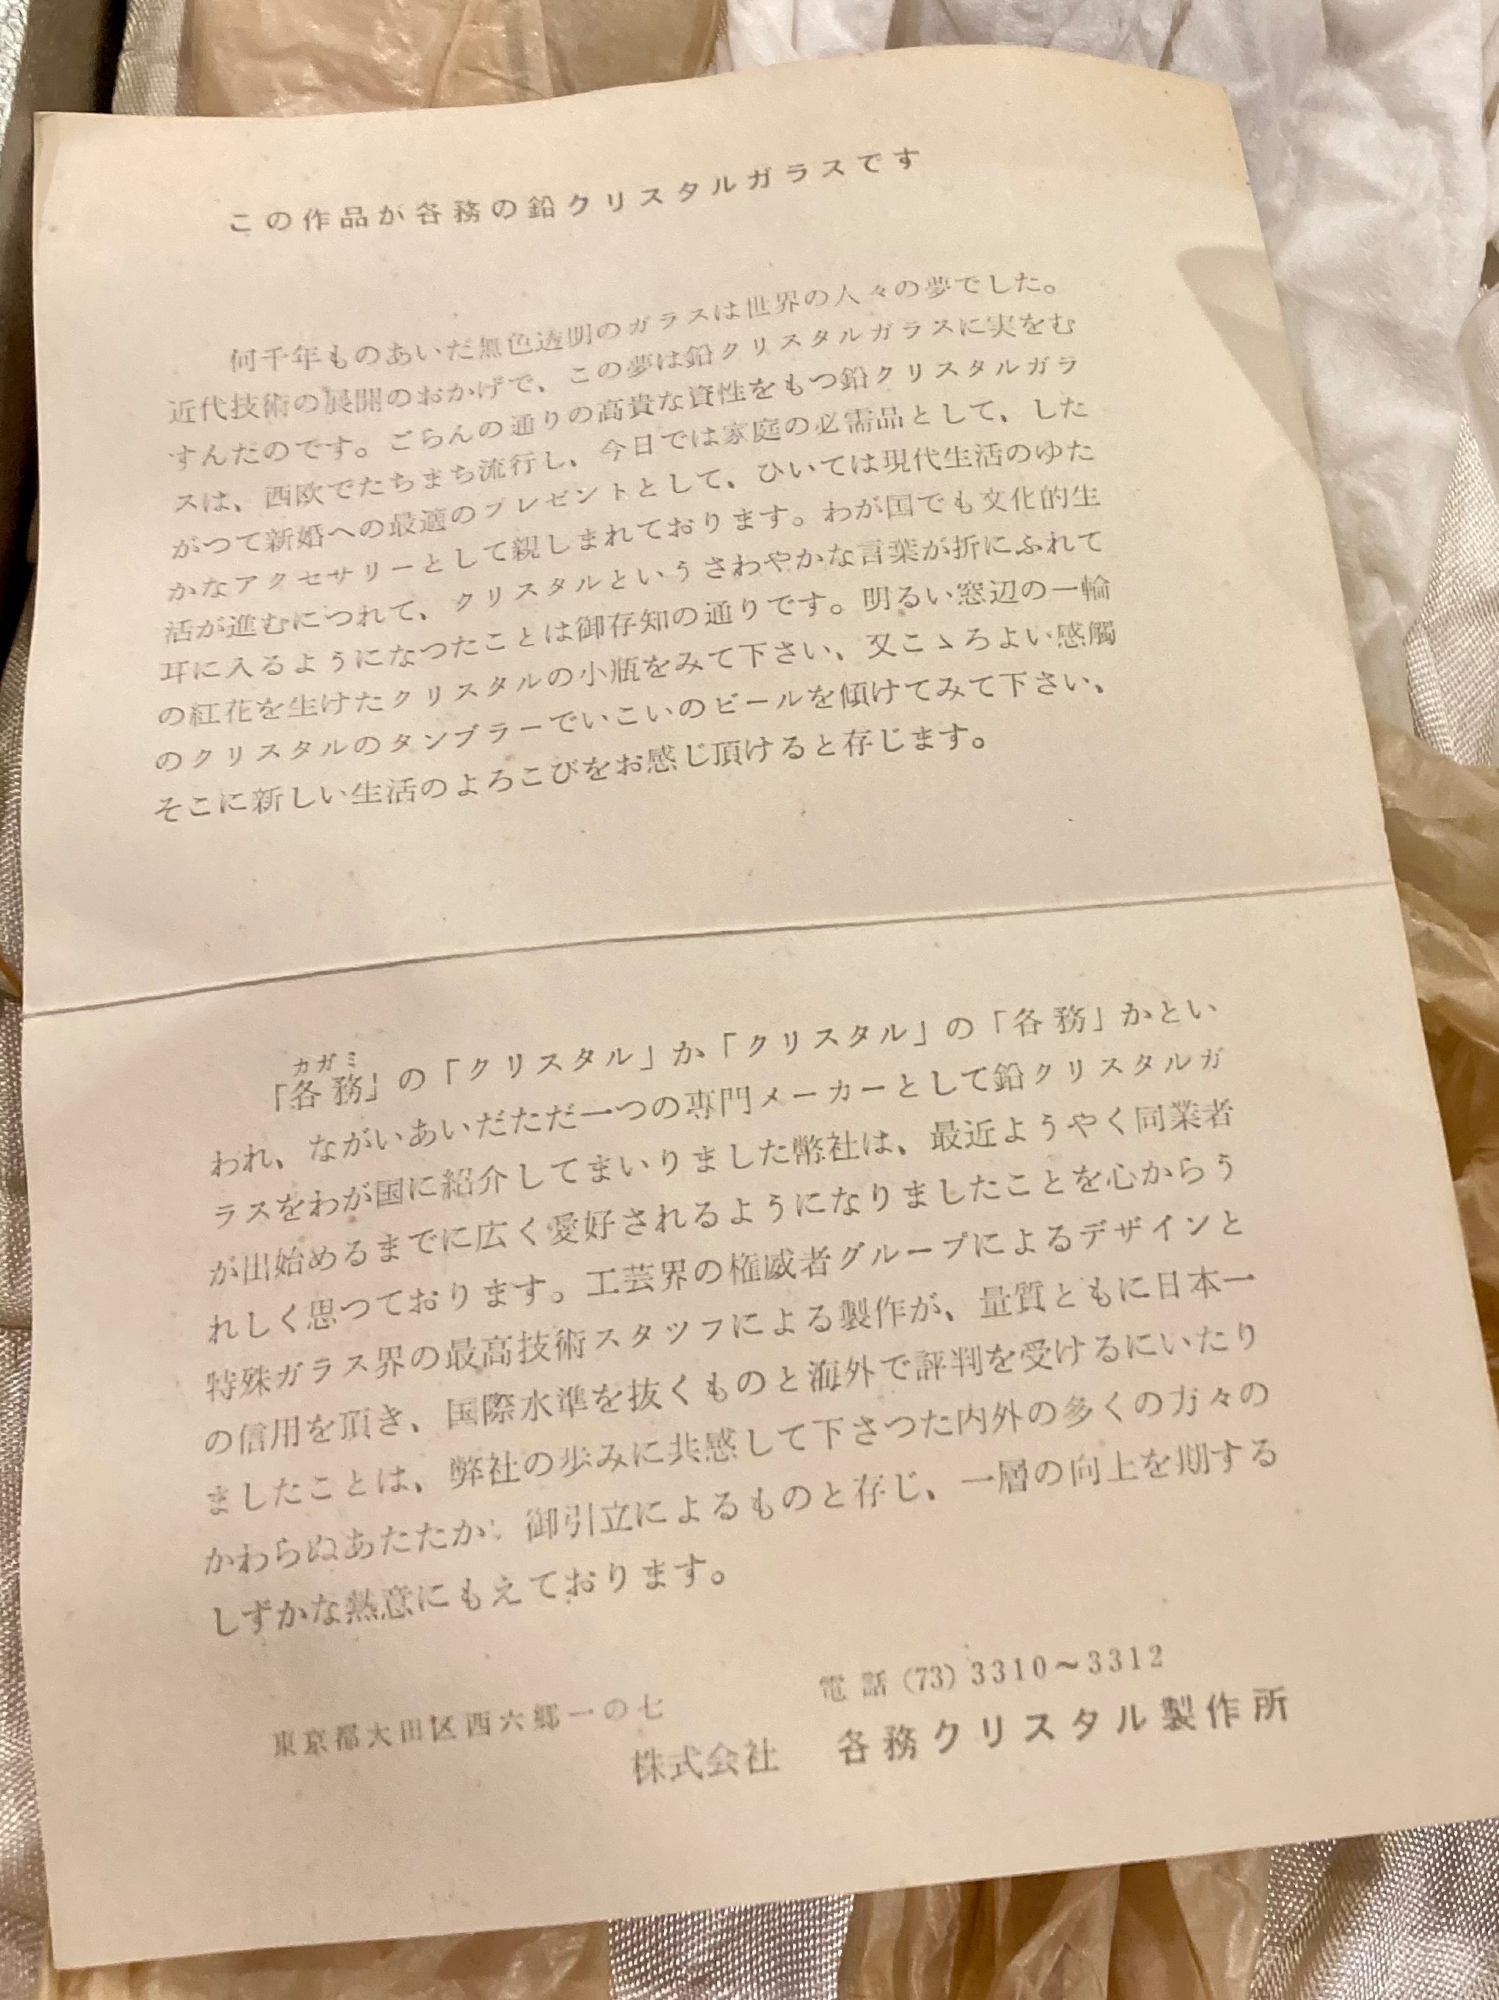 この作品が各務の鉛クリスタルガラスです
何千年ものあいだ無色透明のガラスは世界の人々の夢でした。
近代技術の展開のおかげで、この夢は鉛クリスタルガラスに実をむ
すんだのです。ごらんの通りの高貴な資性をもつ鉛クリスタルガラ
スは、西欧でたちまち流行し、今日では家庭の必需品として、した
がつて新婚への最適のプレゼントとして、ひいては現代生活のゆた
かなアクセサリーとして親しまれております。わが国でも文化的生
活が進むにつれて、クリスタルというさわやかな言葉が折にふれて
耳に入るようになつたことは御存知の通りです。明るい窓辺の一輪
の紅花を生けたクリスタルの小瓶をみて下さい、又こゝろよい感觸
のクリスタルのタンブラーでいこいのビールを傾けてみて下さい、
そこに新しい生活のよろこびをお感じ頂けると存じます。
カガミ
「各務」の「クリスタル」か「クリスタル」の「各務」かとい
われ、ながいあいだただ一つの専門メーカーとして鉛クリスタルガ
ラスをわが国に紹介してまいりました弊社は、最近ようやく同業者
が出始めるまでに広く愛好されるようになりましたことを心からう
れしく思つております。工芸界の権威者グループによるデザインと
特殊ガラス界の最高技術スタツフによる製作が、量質ともに日本一
の信用を頂き、国際水準を抜くものと海外で評判を受けるにいたり
ましたことは、弊社の歩みに共感して下さつた内外の多くの方々の
かわらぬあたたか 御引立によるものと存じ、一層の向上を期する
しずかな熱意にもえております。
電話(73)3310〜3312
東京都大田区西六郷一の七
株式会社 各務クリスタル製作所